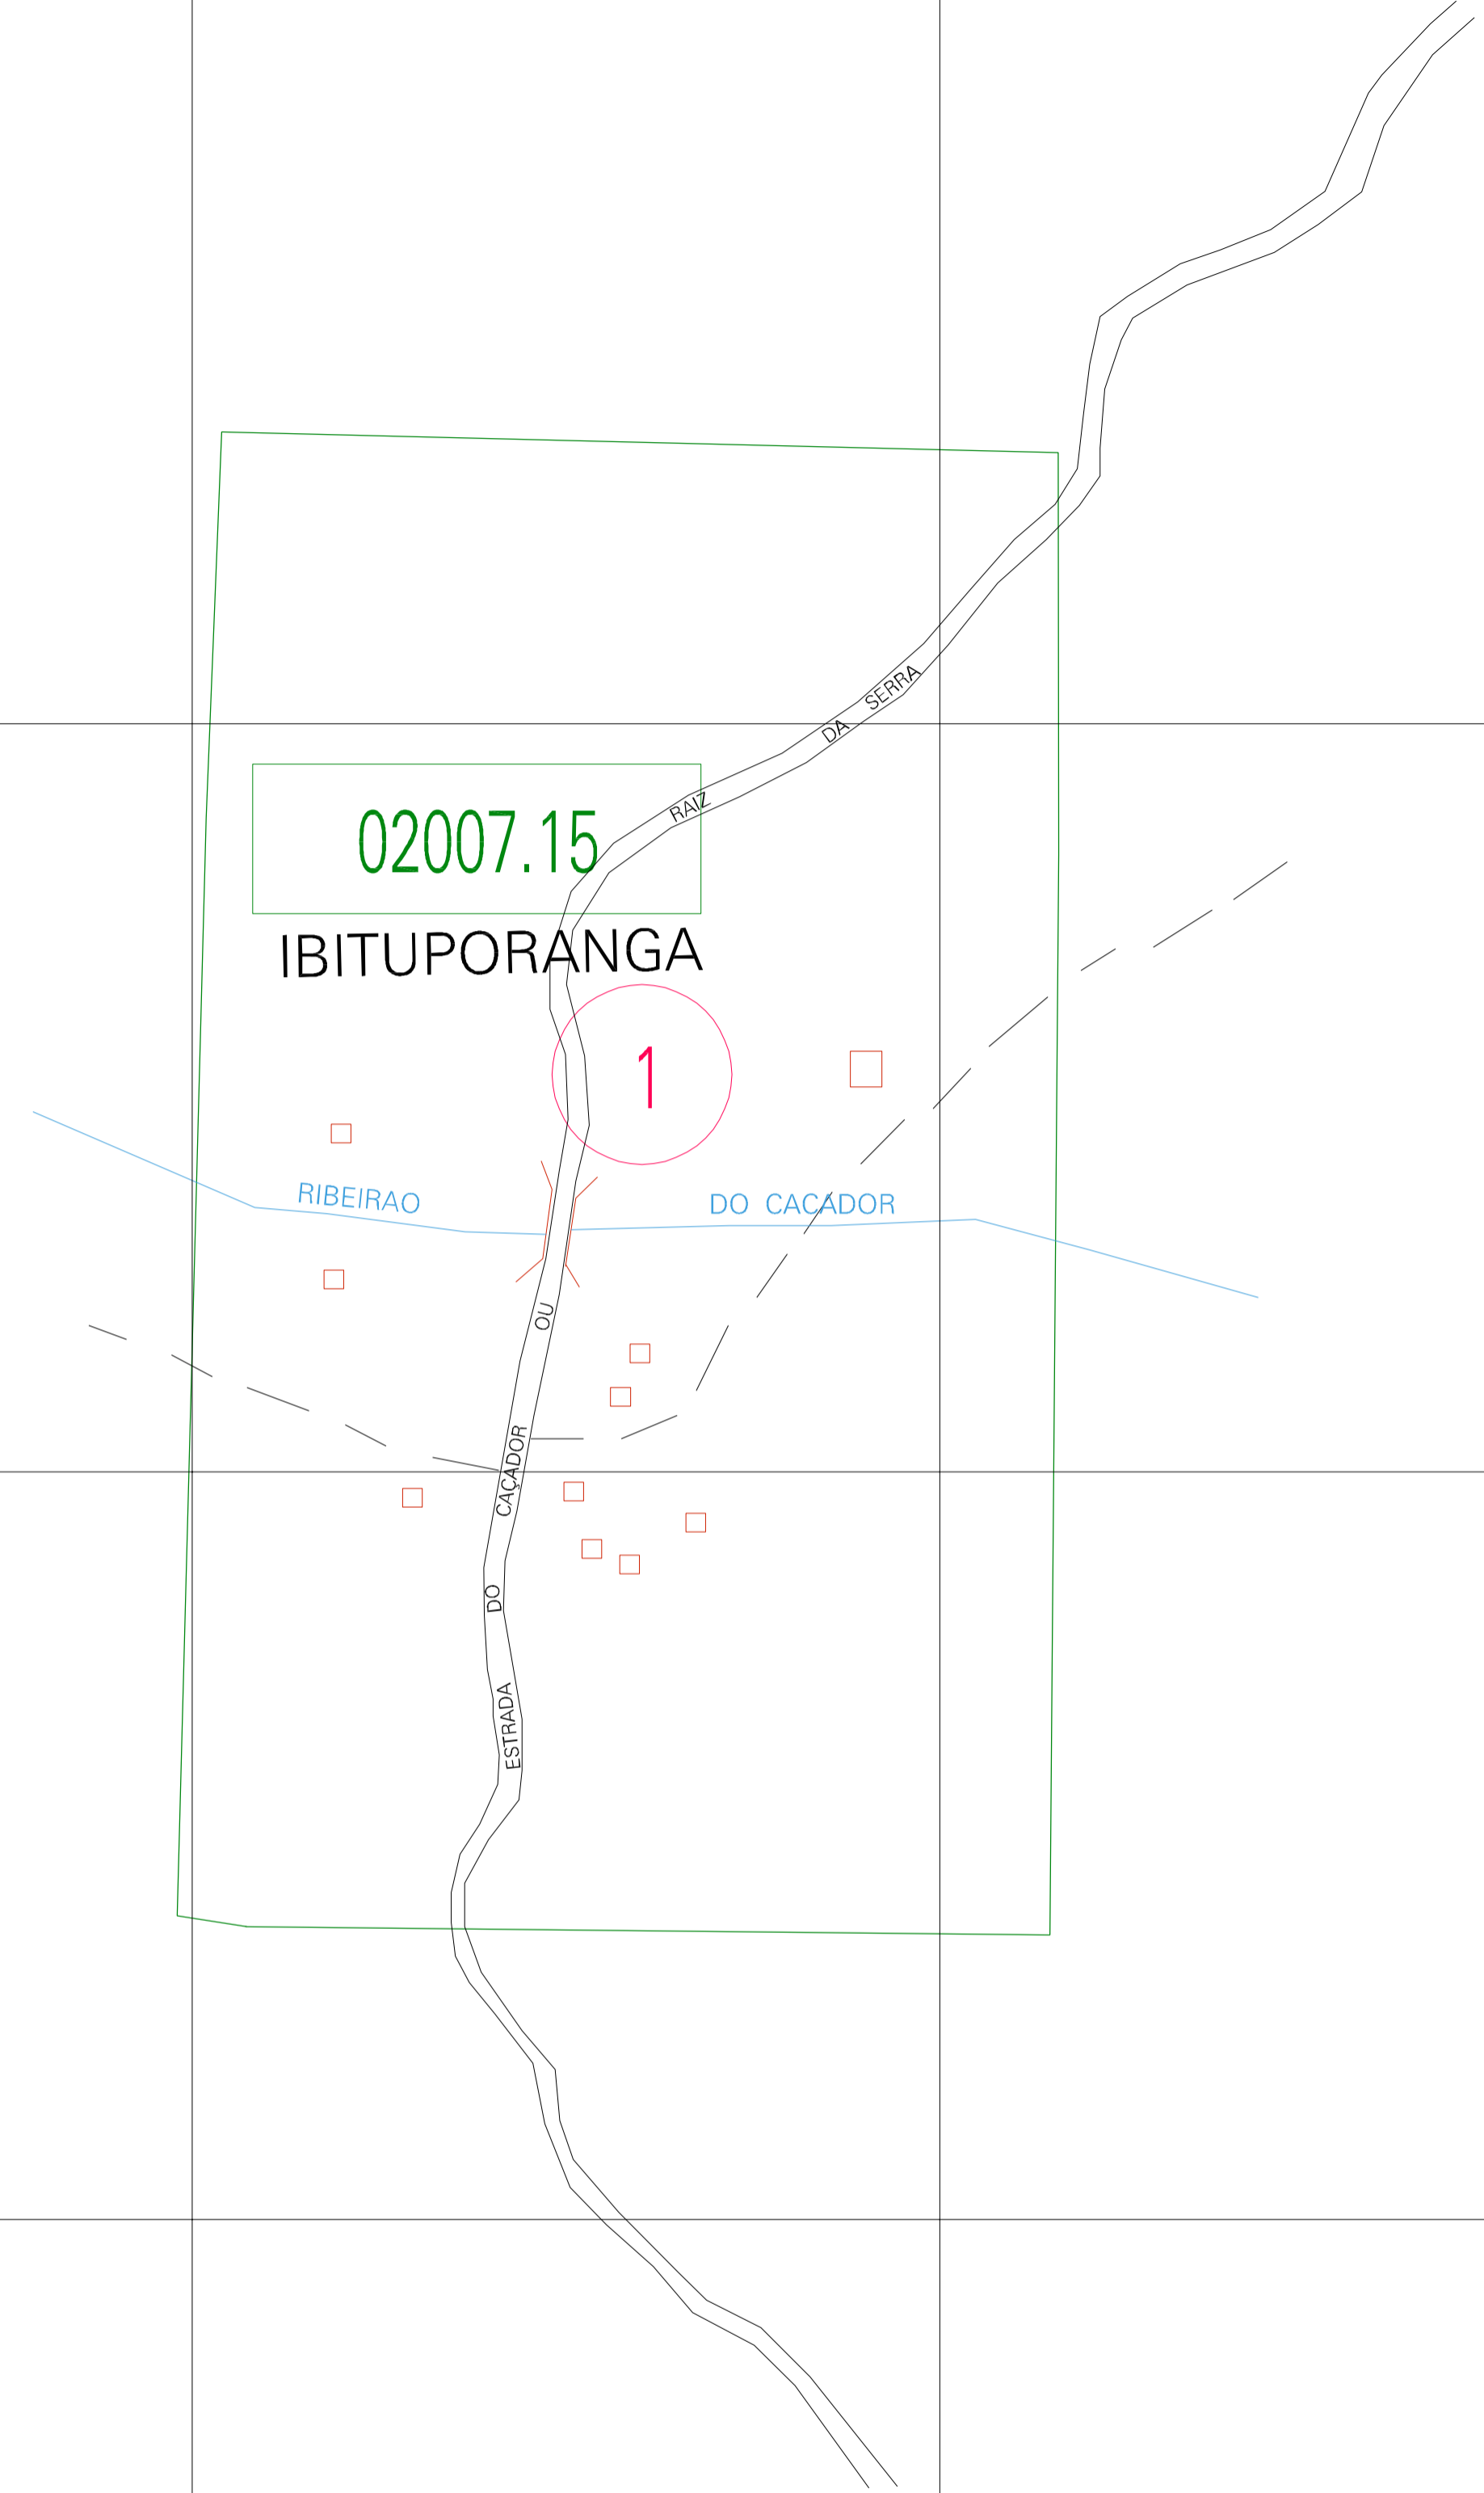 02007.15
IBITUPORANGA
1
RIBEIRAO DO CACADOR
ESTRADA DO CAÇADOR OU RAIZ DA SERRA